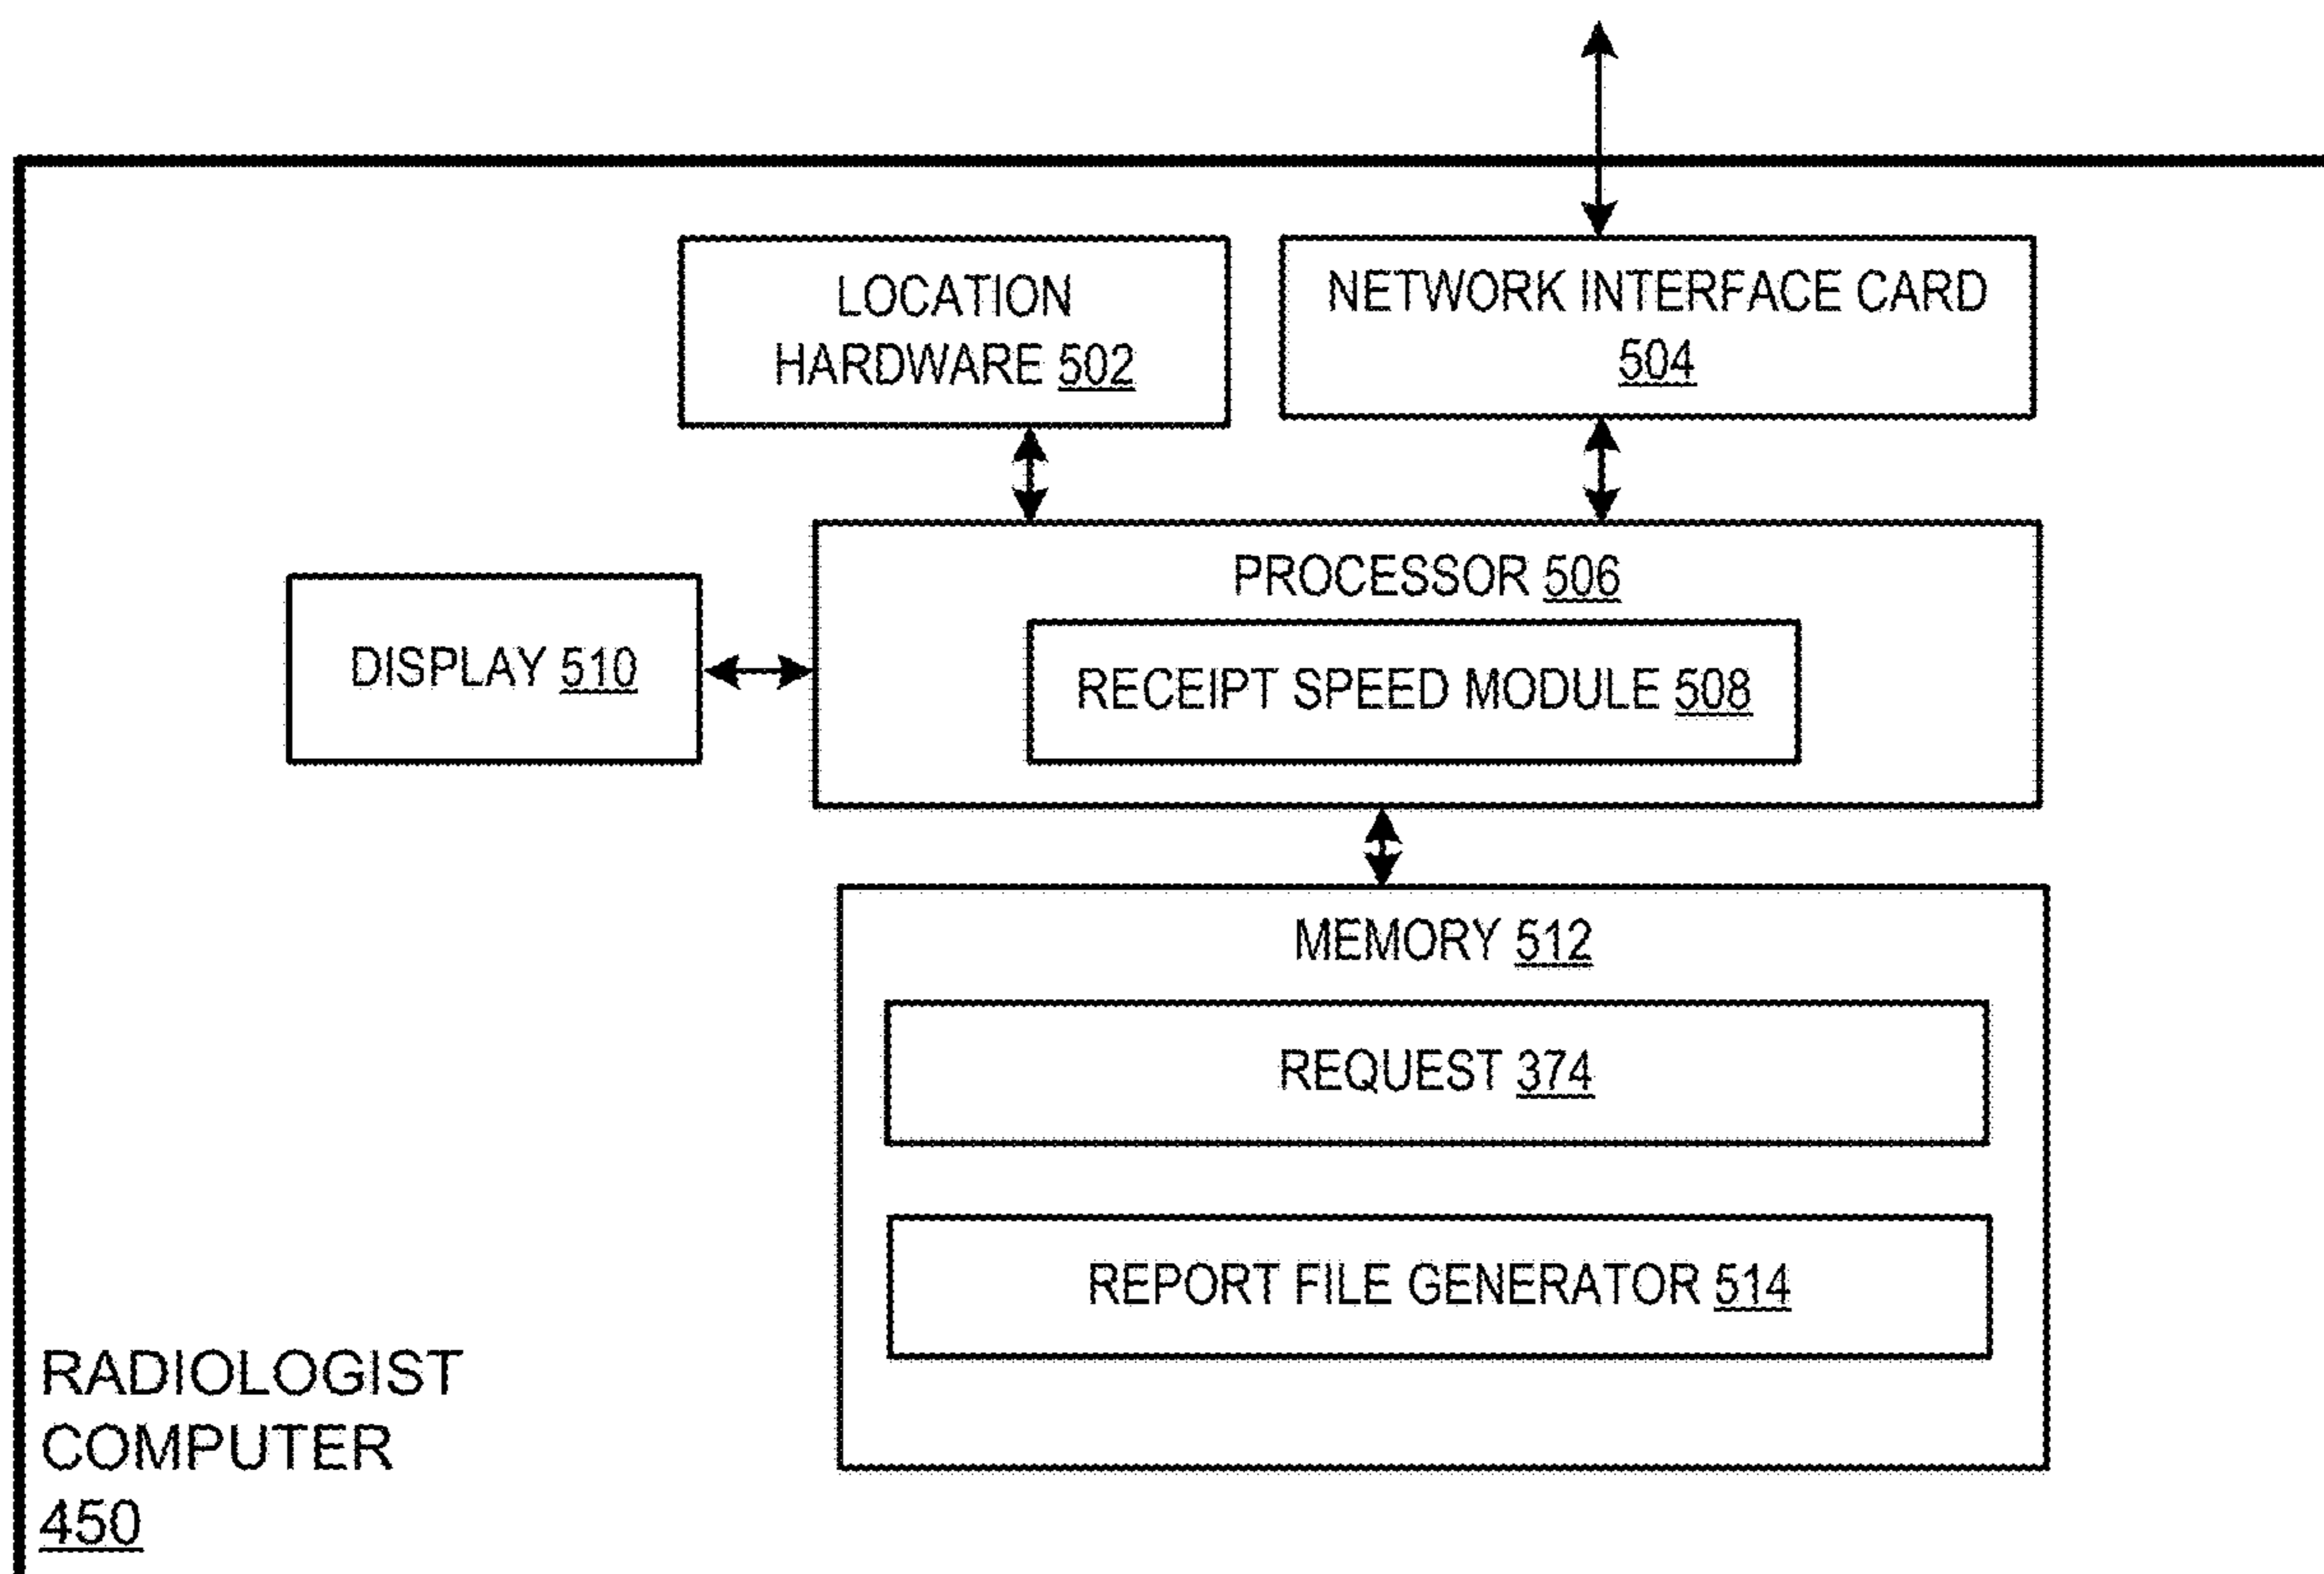 LOCATION
HARDWARE 502
NETWORK INTERFACE CARD
504
PROCESSOR 506
RECEIPT SPEED MODULE 508
DISPLAY 510
MEMORY 512
REQUEST 374
REPORT FILE GENERATOR 514
RADIOLOGIST
COMPUTER
450